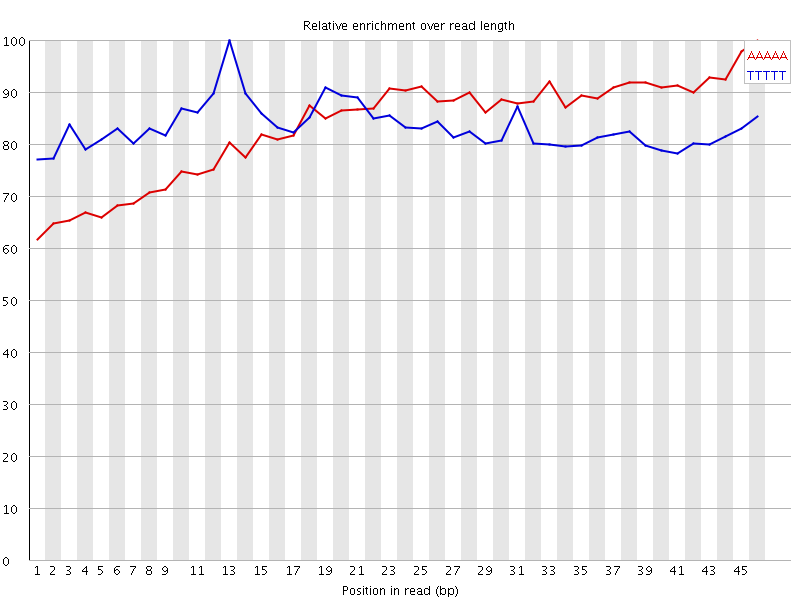 Relative enrichment over read length
100
90
80
70
60
50
40
30
20
10
0
AAAAA
TTTTT
1 2 3 4 5 6 7 8 9 11 13 15 17 19 21 23 25 27 29 31 33 35 37 39 41 43 45
Position in read (bp)